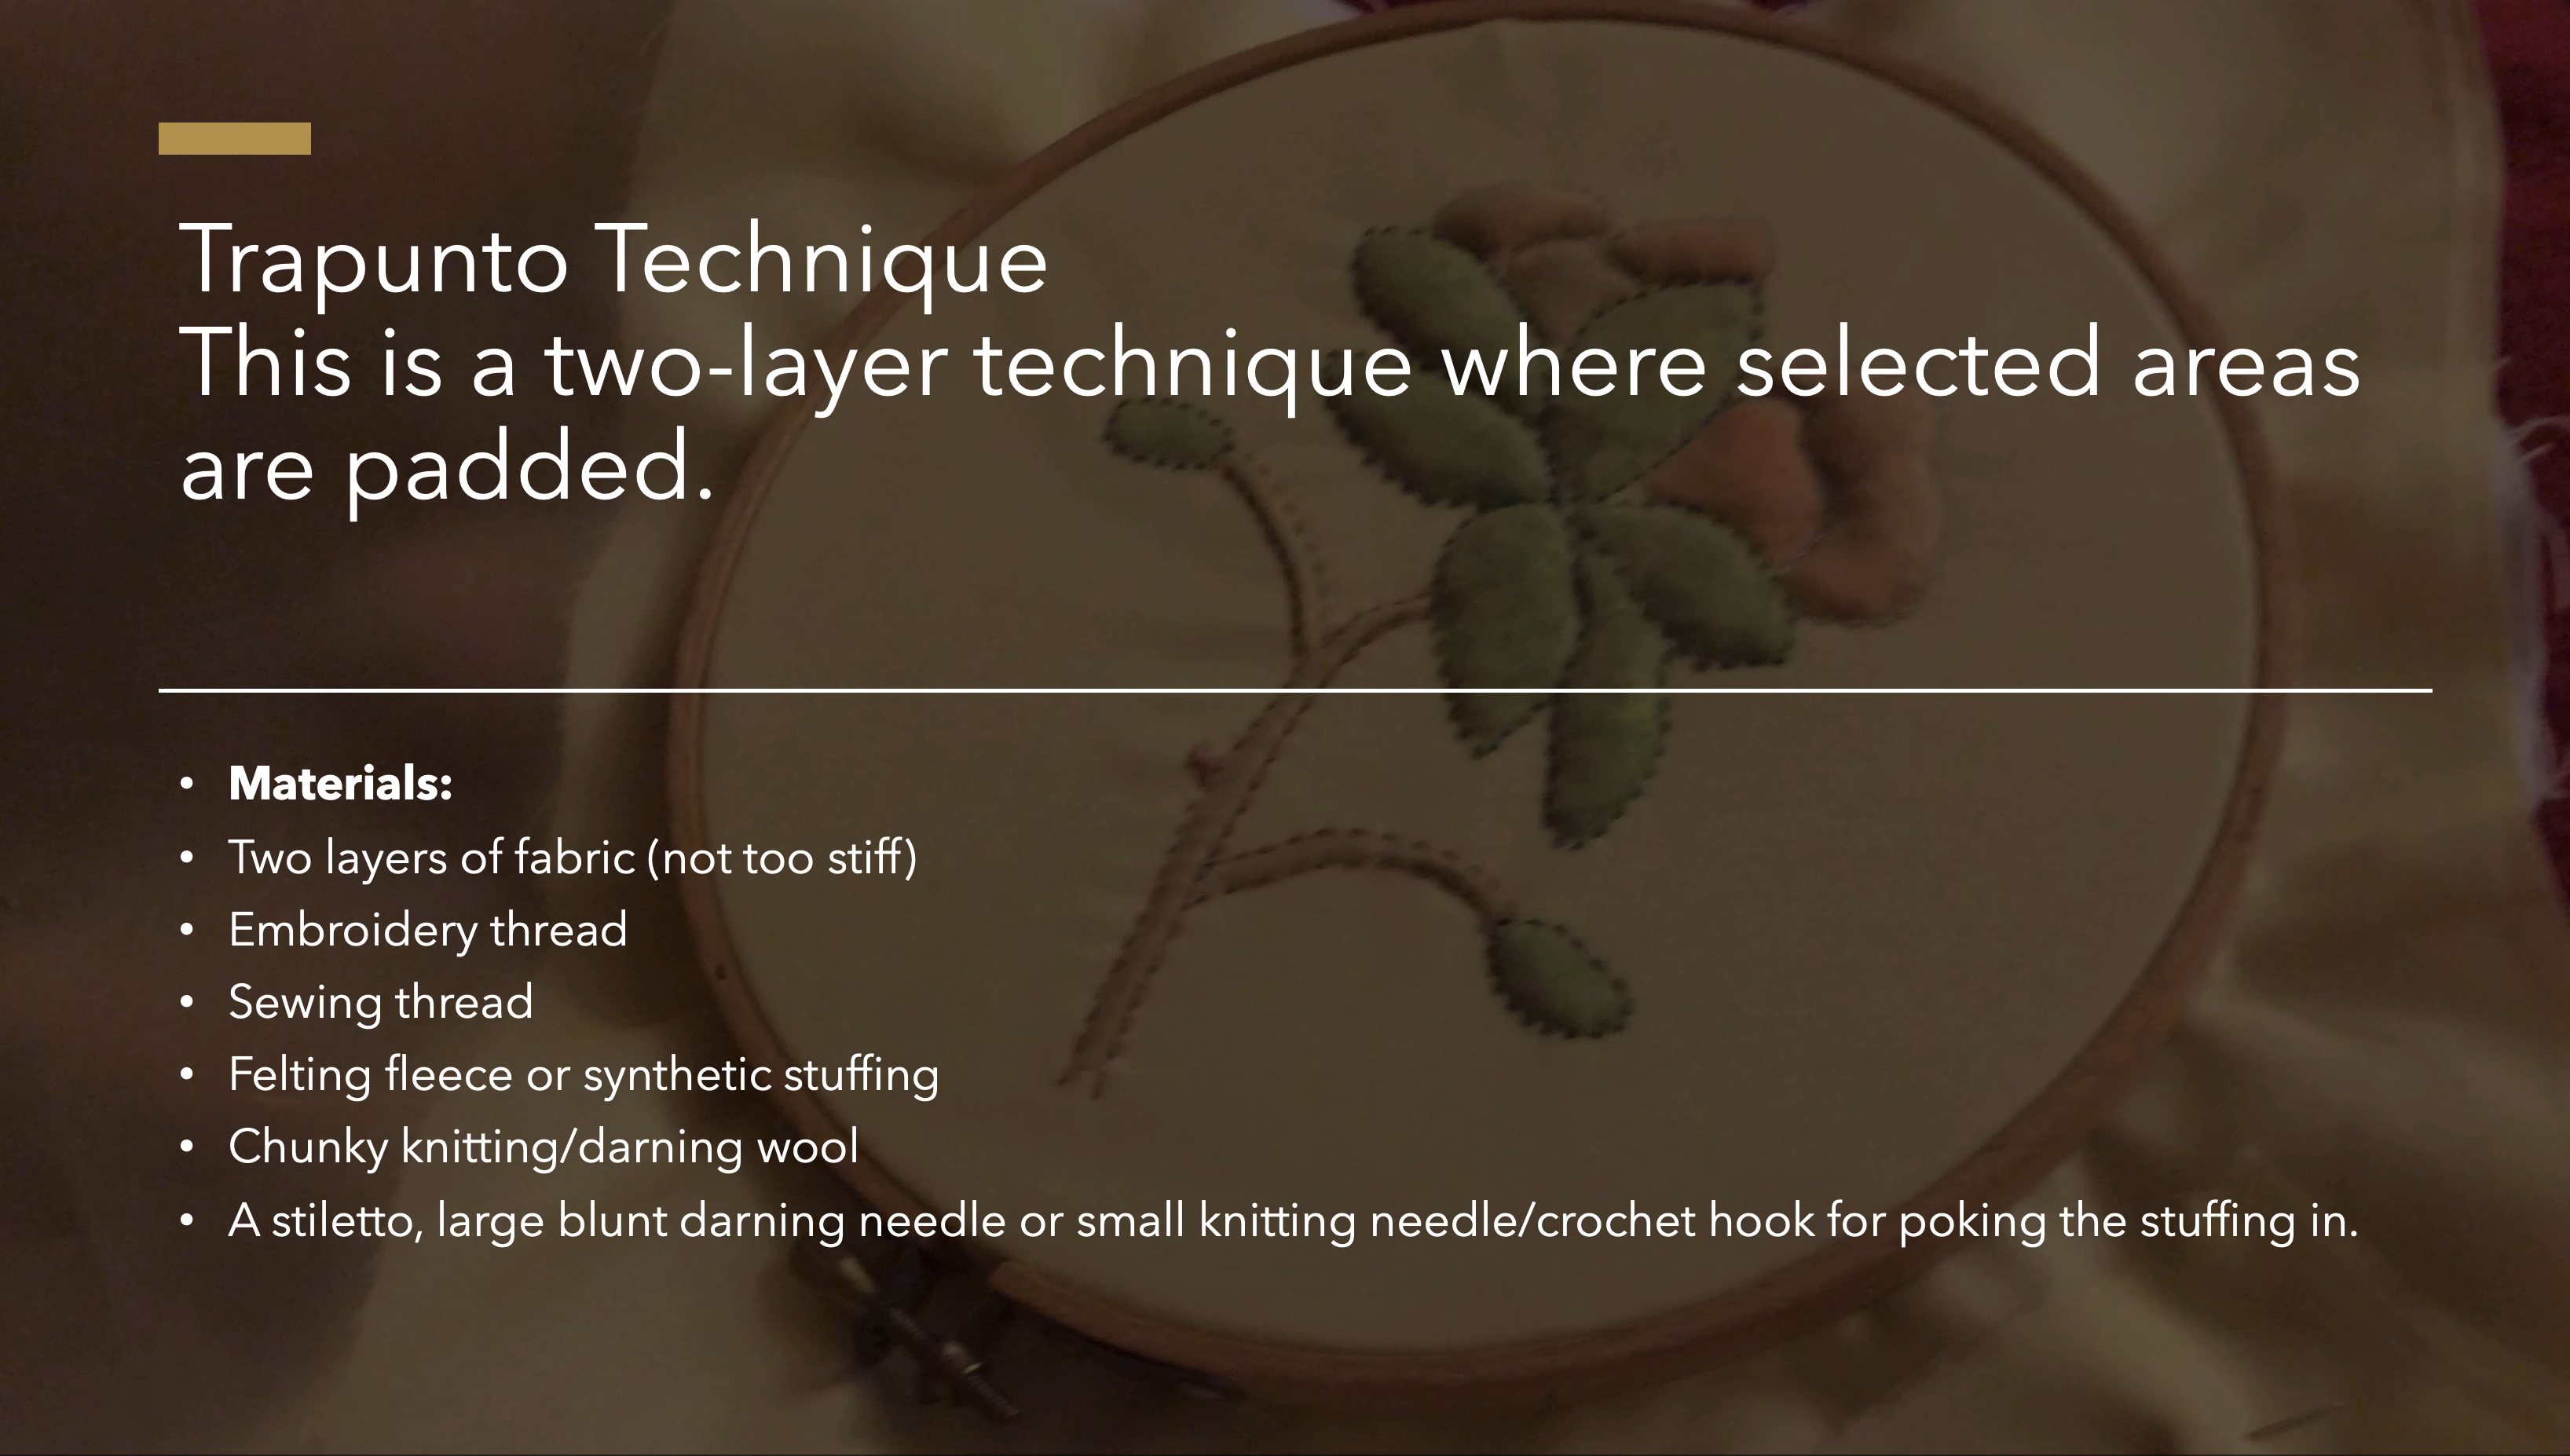 Trapunto Technique
This is a two-layer technique where selected areas
are padded.
• Materials:
• Two layers of fabric (not too stiff)
• Embroidery thread
• Sewing thread
• Felting fleece or synthetic stuffing
• Chunky knitting/darning wool
• A stiletto, large blunt darning needle or small knitting needle/crochet hook for poking the stuffing in.